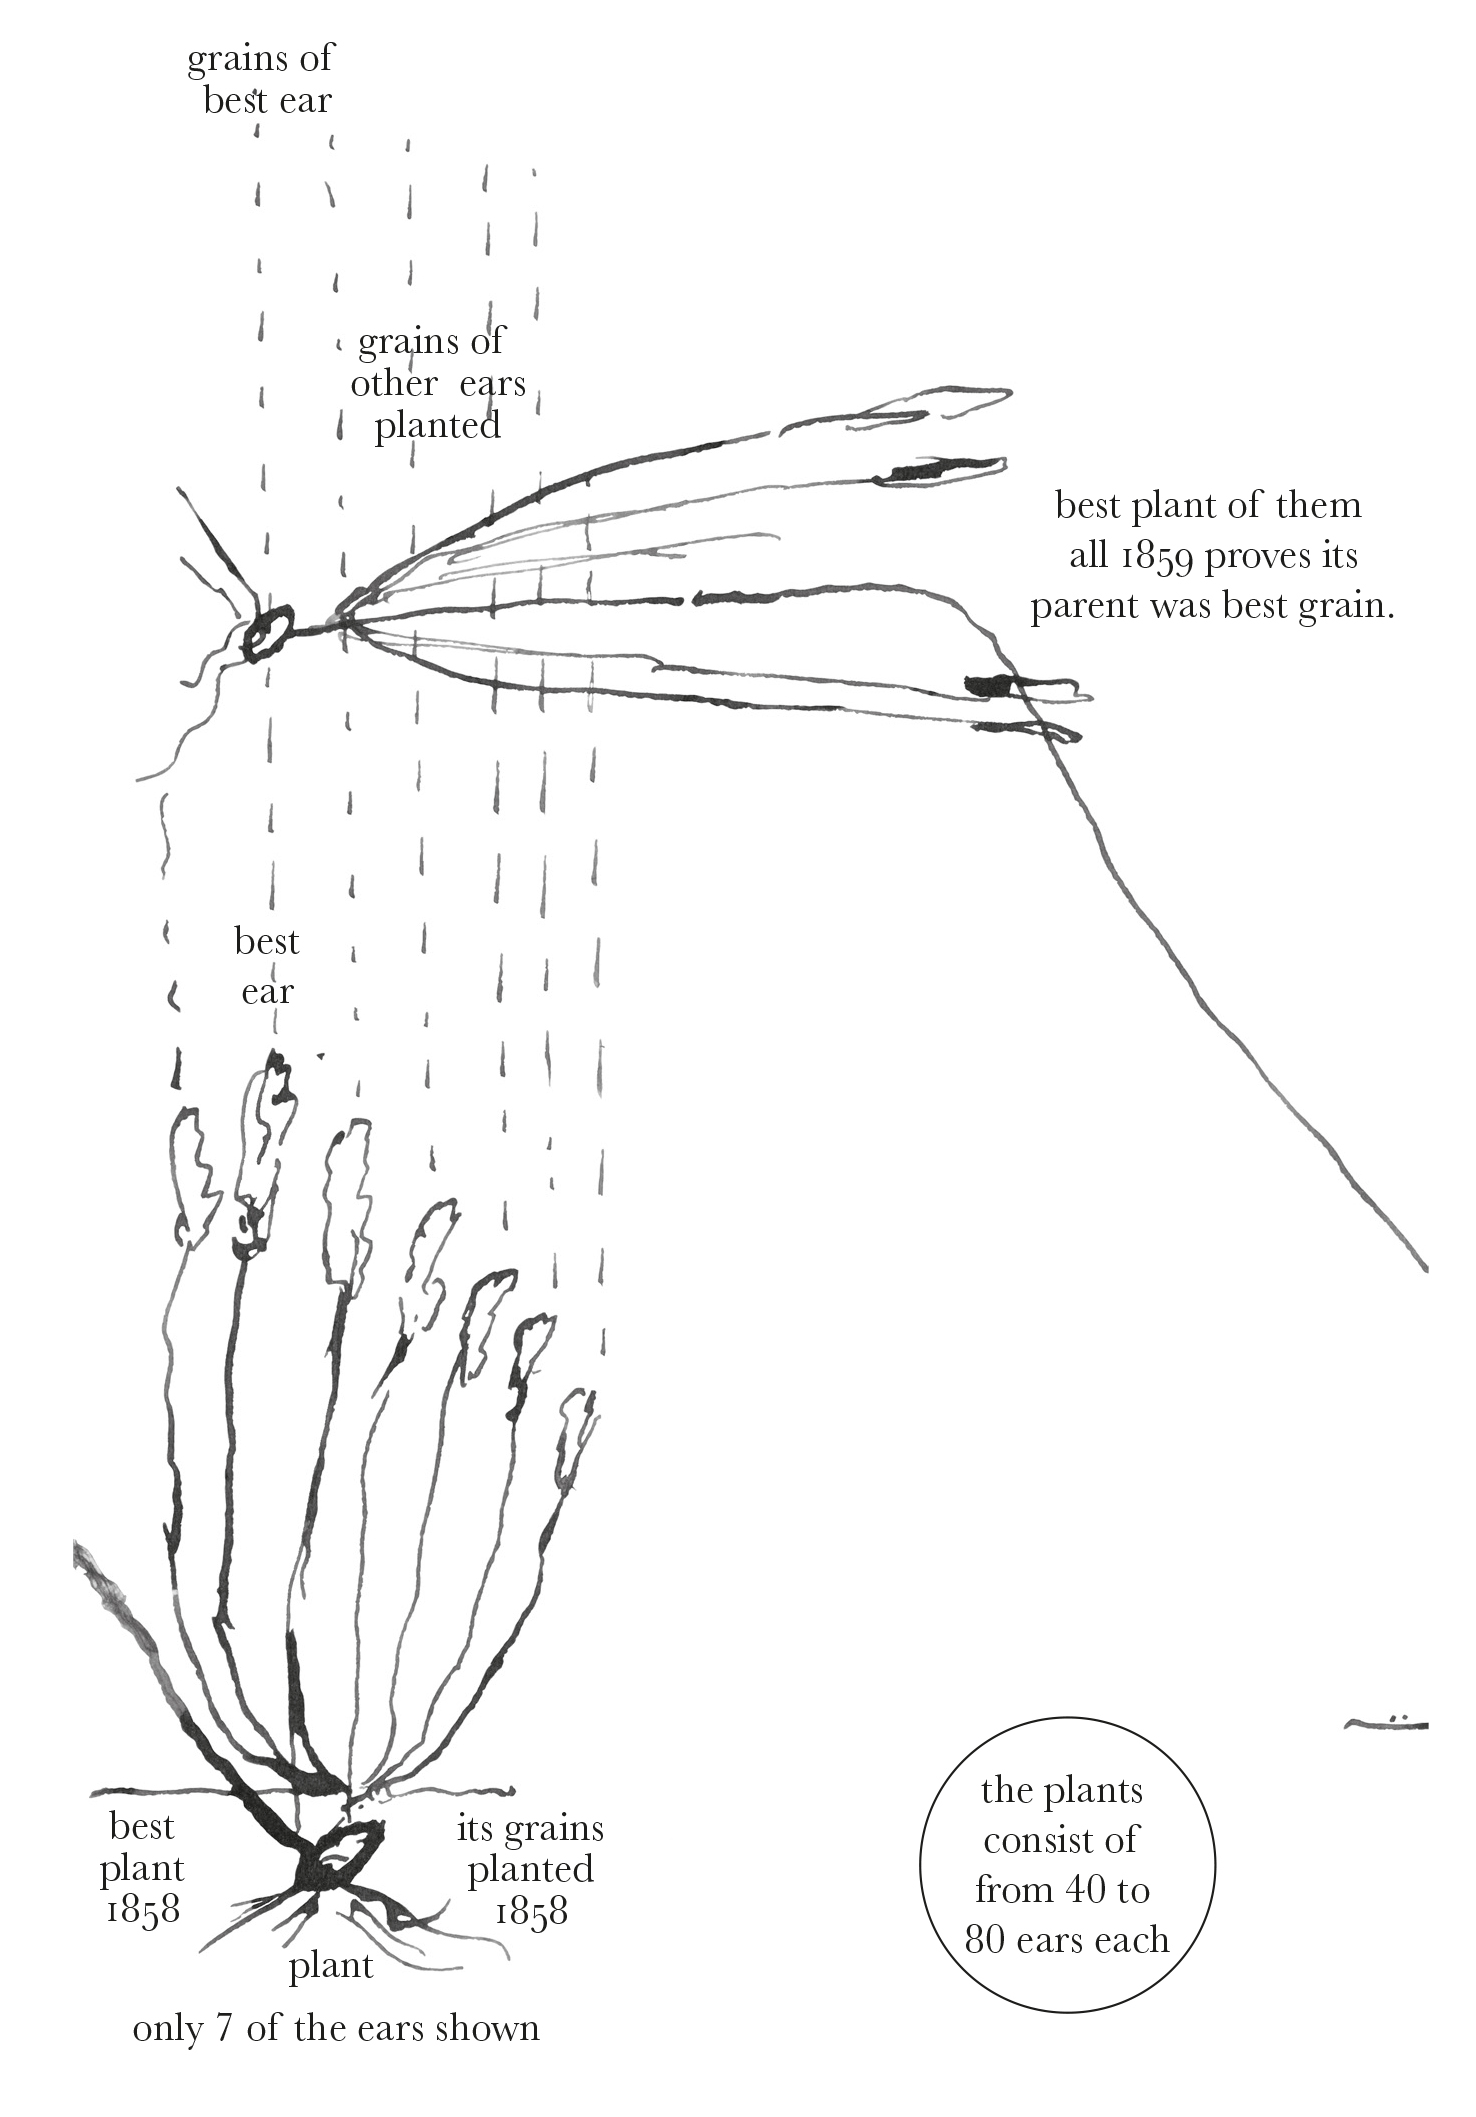 grains of
best ear
grains of
other ears
planted
best plant of them
all 1859 proves its
parent was best grain.
best
ear
best
plant
1858
its grains
planted
1858
plant
only 7 of the ears shown
the plants
consist of
from 40 to
80 ears each